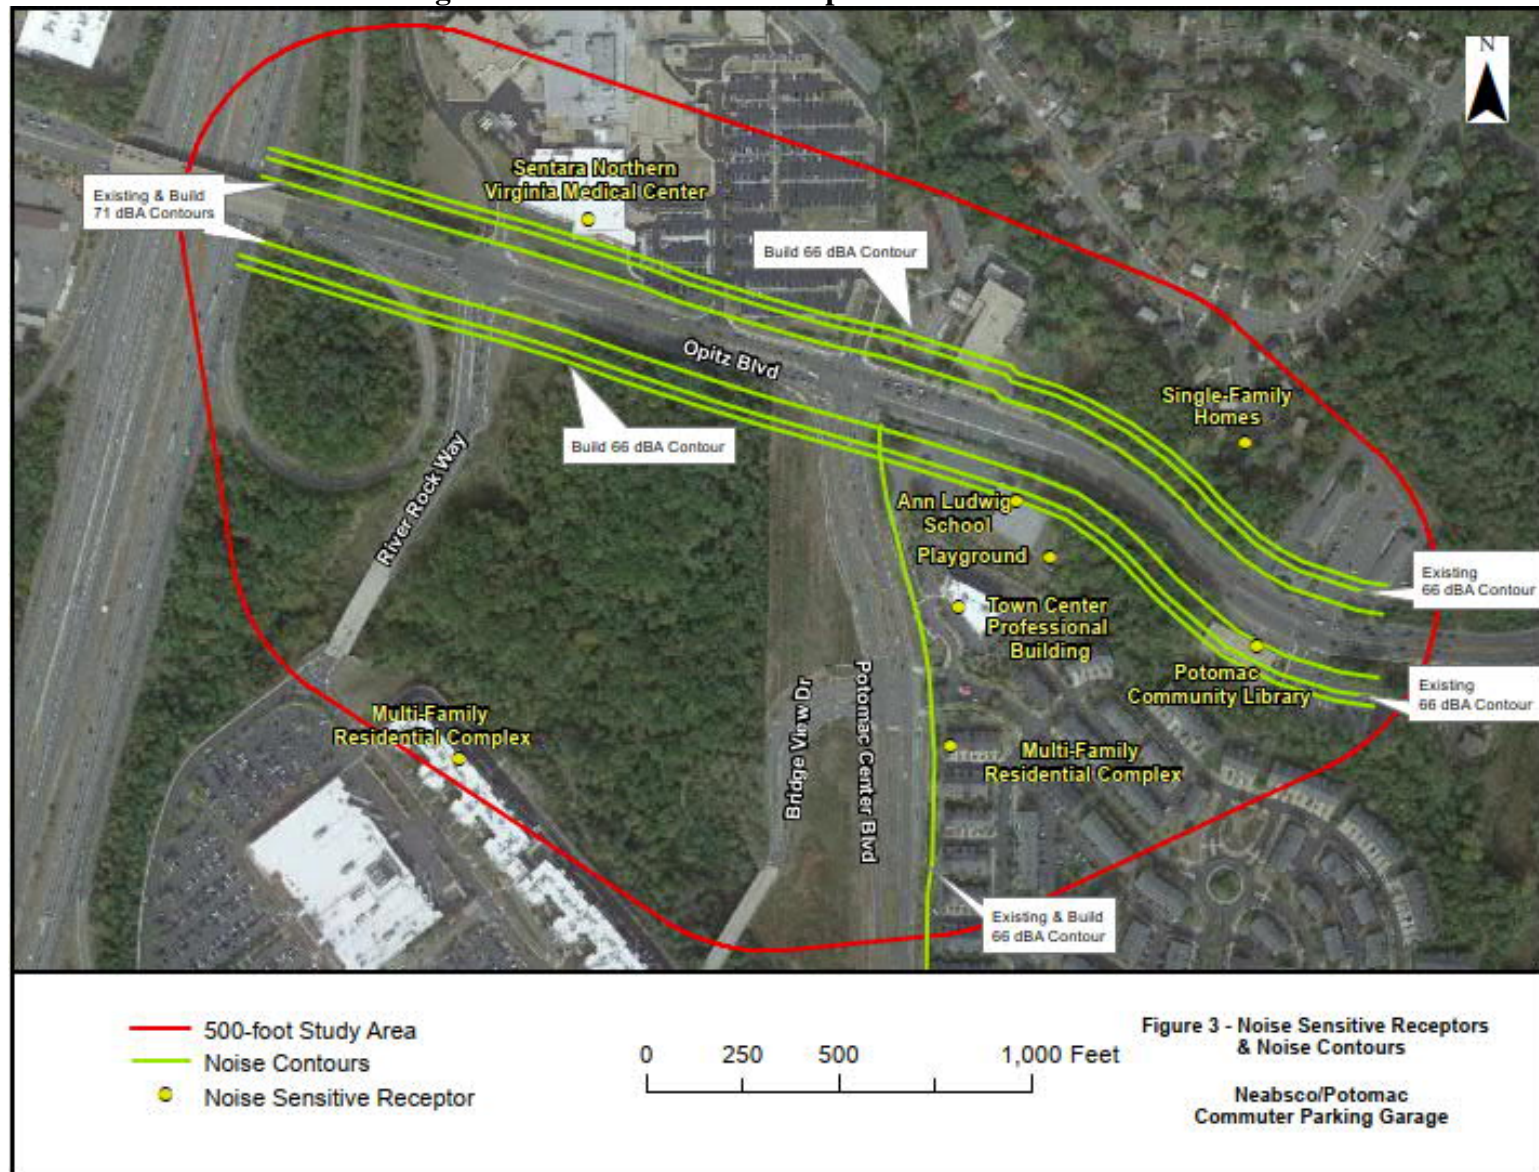 N
Sentara Northern
Virginia Medical Center
Existing & Build
71 dBA Contours
Build 66 dBA Contour
Opitz Blvd
Single-Family
Homes
Build 66 dBA Contour
River Rock Way
Ann Ludwig
School
Playground
Existing
66 dBA Contour
Town Center
Professional
Building
Potomac
Community Library
Existing
66 dBA Contour
Multi-Family
Residential Complex
Bridge View Dr
Potomac Center Blvd
Multi-Family
Residential Complex
Existing & Build
66 dBA Contour
500-foot Study Area
Noise Contours
Noise Sensitive Receptor
0 250 500 1,000 Feet
Figure 3 - Noise Sensitive Receptors
& Noise Contours
Neabsco/Potomac
Commuter Parking Garage